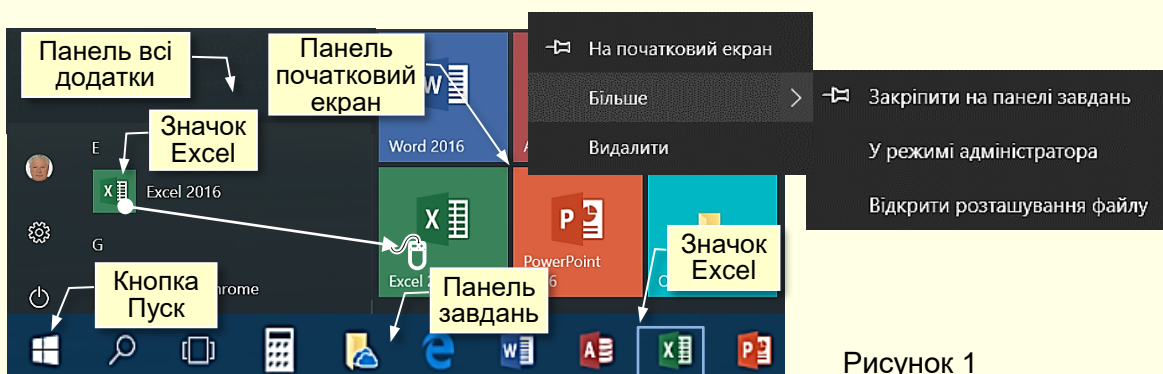 Панель всі
додатки
Панель
початковий
екран
На початковий екран
Більше
Видалити
Закріпити на панелі завдань
У режимі адміністратора
Відкрити розташування файлу
Значок
Excel
E
Excel 2016
G
Word 2016
PowerPoint
Excel
Значок
Excel
Кнопка
Пуск
Панель
завдань
Рисунок 1